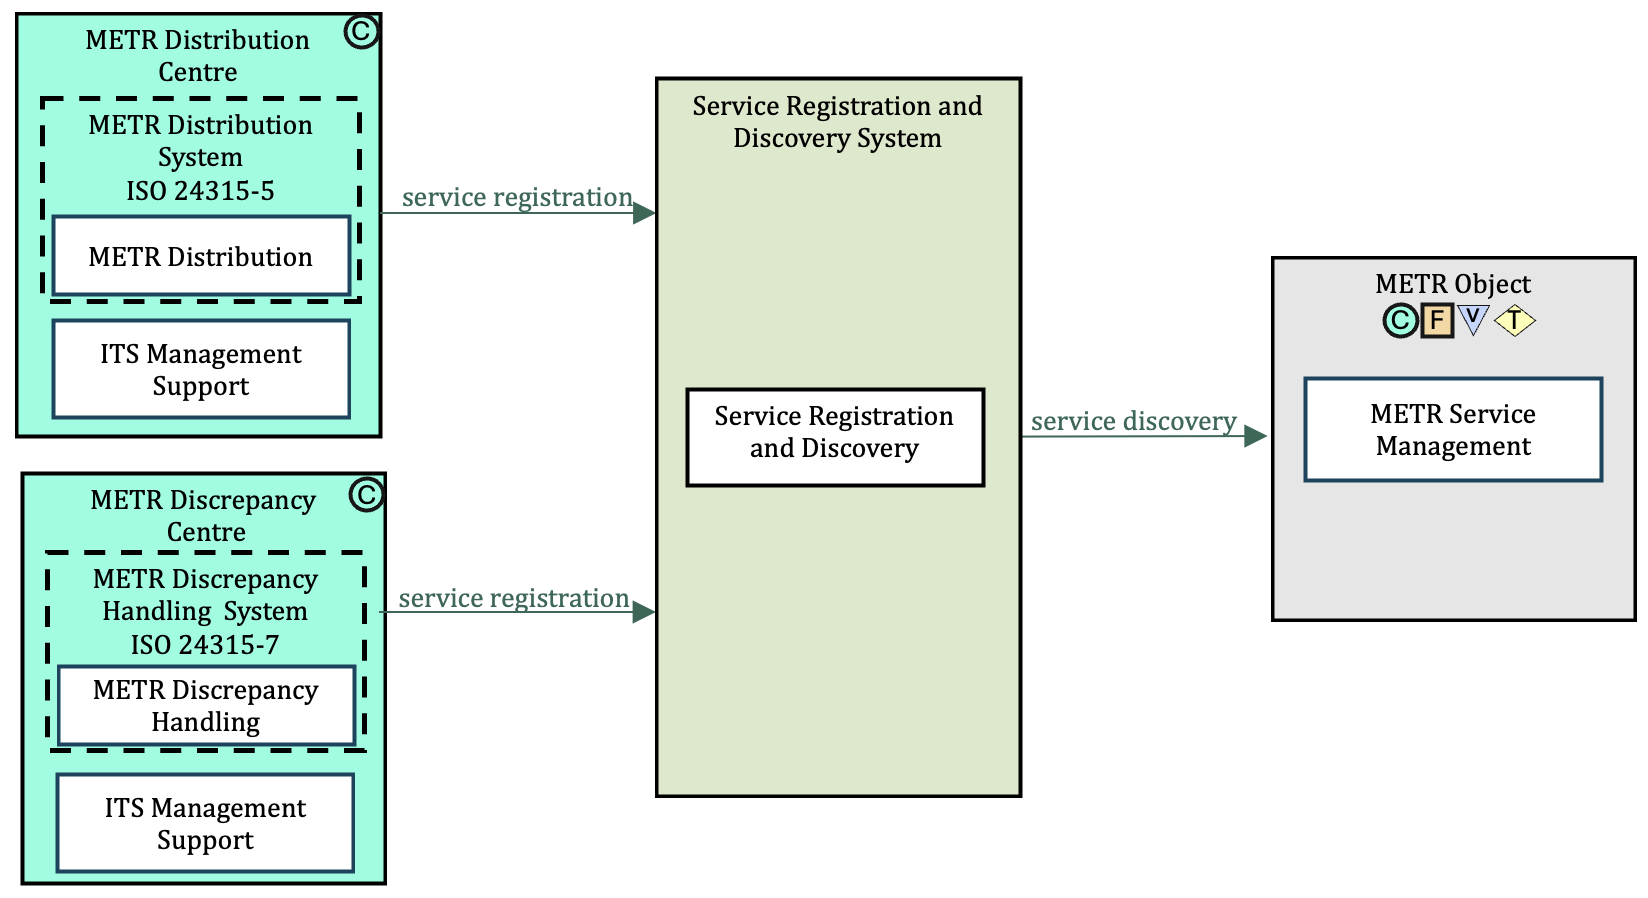 METR Distribution
Centre
C
METR Distribution
System
ISO 24315-5
METR Distribution
ITS Management
Support
METR Discrepancy
Centre
C
METR Discrepancy
Handling System
ISO 24315-7
METR Discrepancy
Handling
ITS Management
Support
service registration
service registration
Service Registration and
Discovery System
Service Registration
and Discovery
service discovery
METR Object
C F V T
METR Service
Management